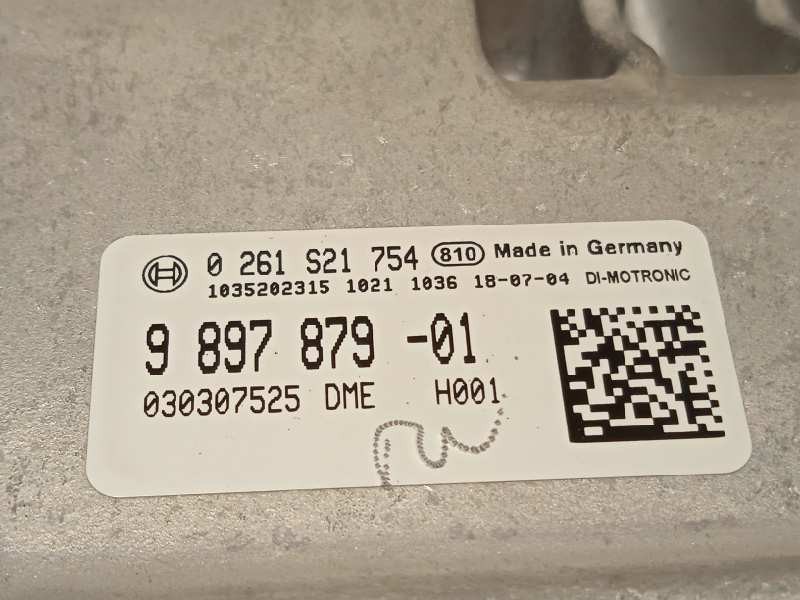 0 261 S21 754 810 Made in Germany
1035202315 1021 1036 18-07-04 DI-MOTRONIC
9 897 879 -01
030307525 DME H001